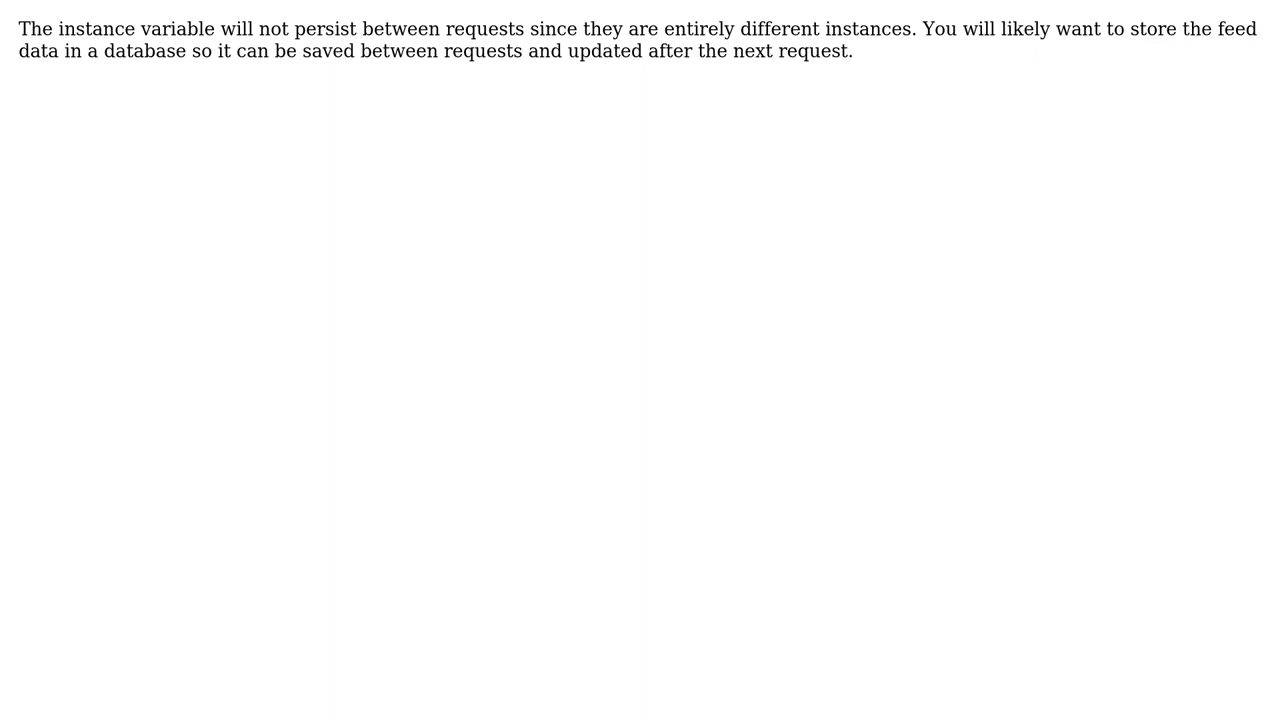 The instance variable will not persist between requests since they are entirely different instances. You will likely want to store the feed
data in a database so it can be saved between requests and updated after the next request.